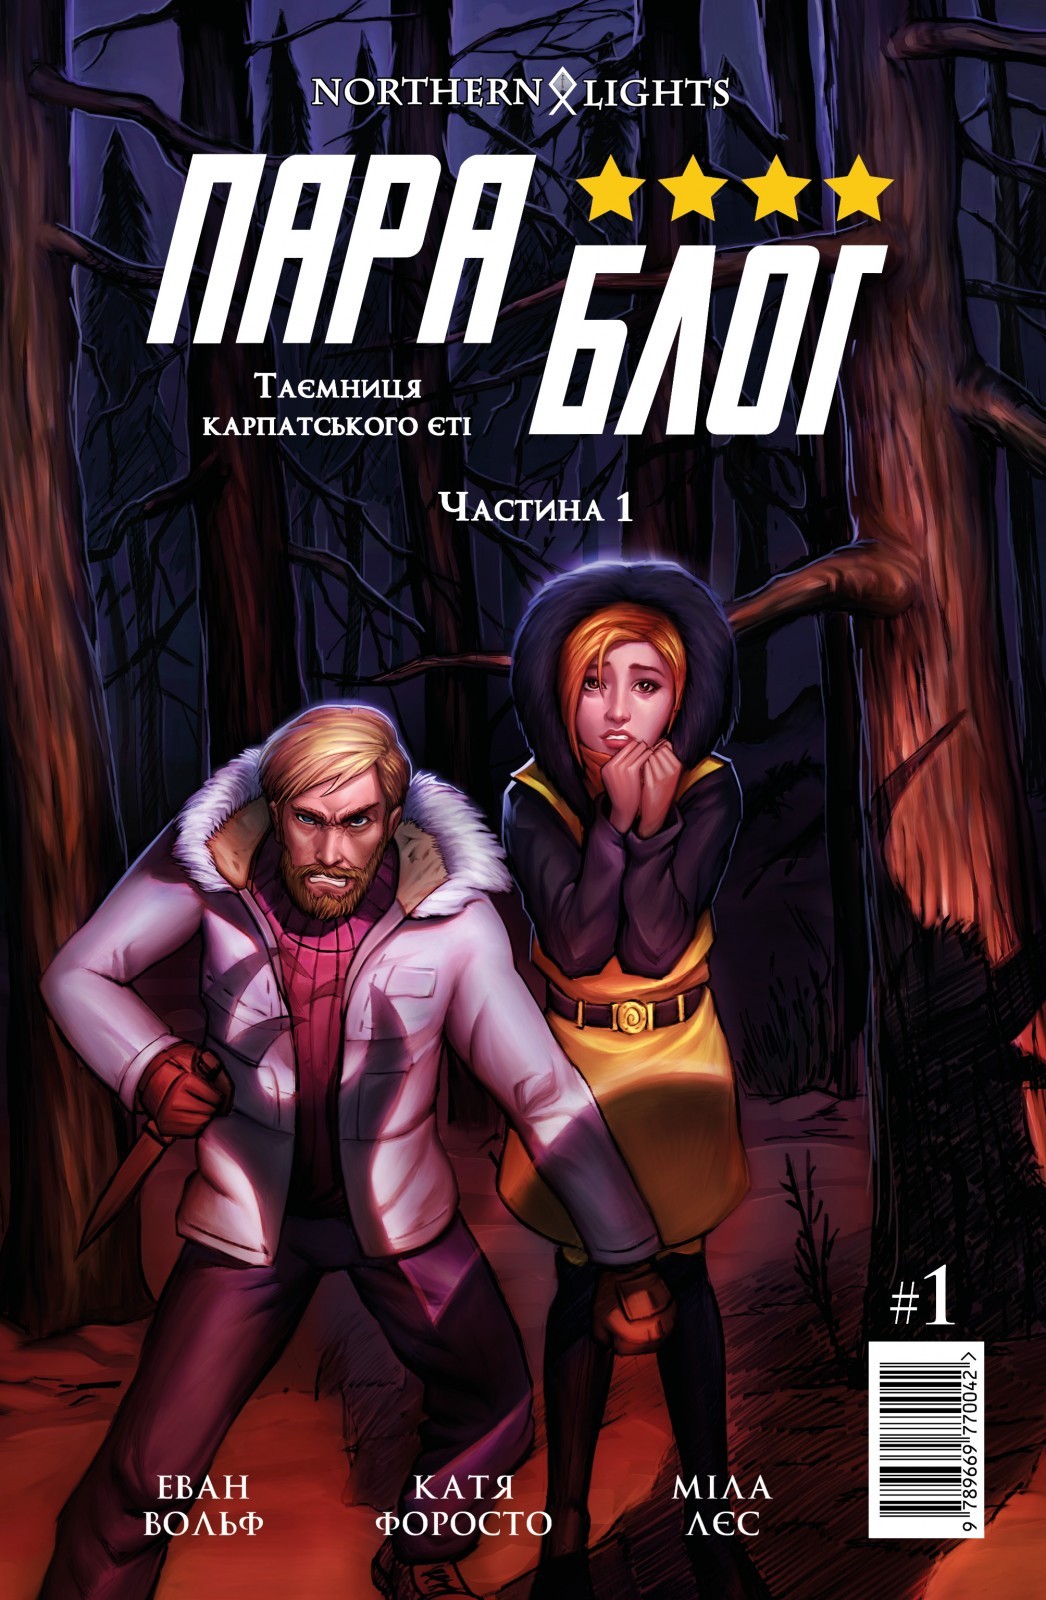 NORTHERN LIGHTS
ПАРА
БЛОГ
Таємниця
карпатського єті
Частина 1
#1
ЕВАН
ВОЛЬФ
КАТЯ
ФОРОСТО
МІЛА
ЛЄС
9 789669 770042 >